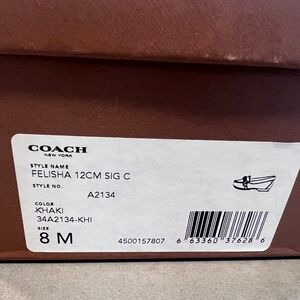 COACH
NEW YORK
STYLE NAME
FELISHA 12CM SIG C
STYLE NO.
A2134
COLOR
KHAKI
34A2134-KHI
SIZE
8 M
4500157807
6 63360 37628 6